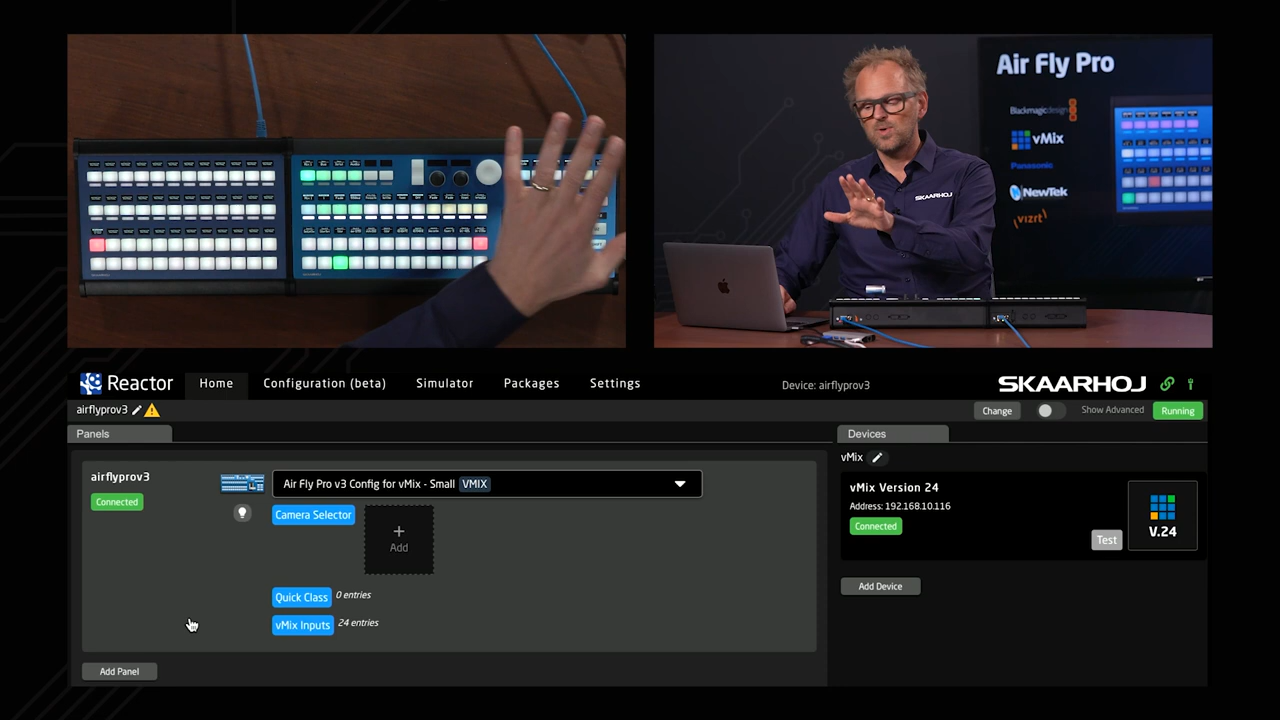 Air Fly Pro
Blackmagicdesign
vMix
Panasonic
NewTek
vizrt
SKAARHOJ
Reactor
Home
Configuration (beta)
Simulator
Packages
Settings
Device: airflyprov3
SKAARHOJ
airflyprov3
Change
Show Advanced
Running
Panels
Devices
vMix
airflyprov3
Connected
Air Fly Pro v3 Config for vMix - Small VMIX
Camera Selector
+
Add
Quick Class 0 entries
vMix Inputs 24 entries
vMix Version 24
Address: 192.168.10.116
Connected
Test
V.24
Add Device
Add Panel